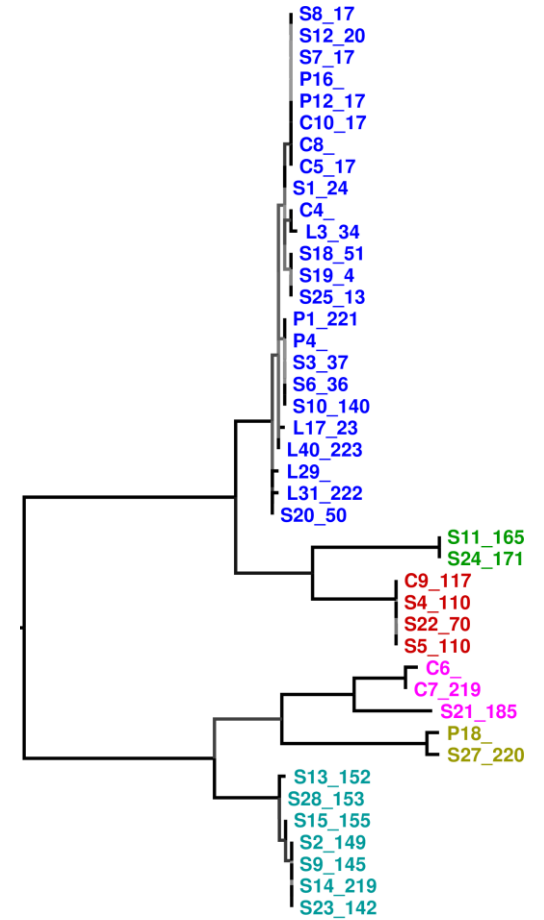 S8_17
S12_20
S7_17
P16_
P12_17
C10_17
C8_
C5_17
S1_24
C4_
L3_34
S18_51
S19_4
S25_13
P1_221
P4_
S3_37
S6_36
S10_140
L17_23
L40_223
L29_
L31_222
S20_50
S11_165
S24_171
C9_117
S4_110
S22_70
S5_110
C6_
C7_219
S21_185
P18_
S27_220
S13_152
S28_153
S15_155
S2_149
S9_145
S14_219
S23_142